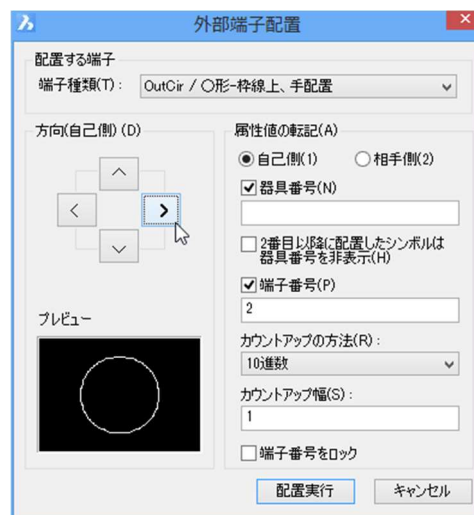 外部端子配置
配置する端子
端子種類(T) : OutCir / 〇形-枠線上、手配置
方向(自己側) (D)
属性値の転記(A)
自己側(1) 相手側(2)
器具番号(N)
2番目以降に配置したシンボルは
器具番号を非表示(H)
端子番号(P)
2
プレビュー
カウントアップの方法(R) :
10進数
カウントアップ幅(S) :
1
端子番号をロック
配置実行 キャンセル